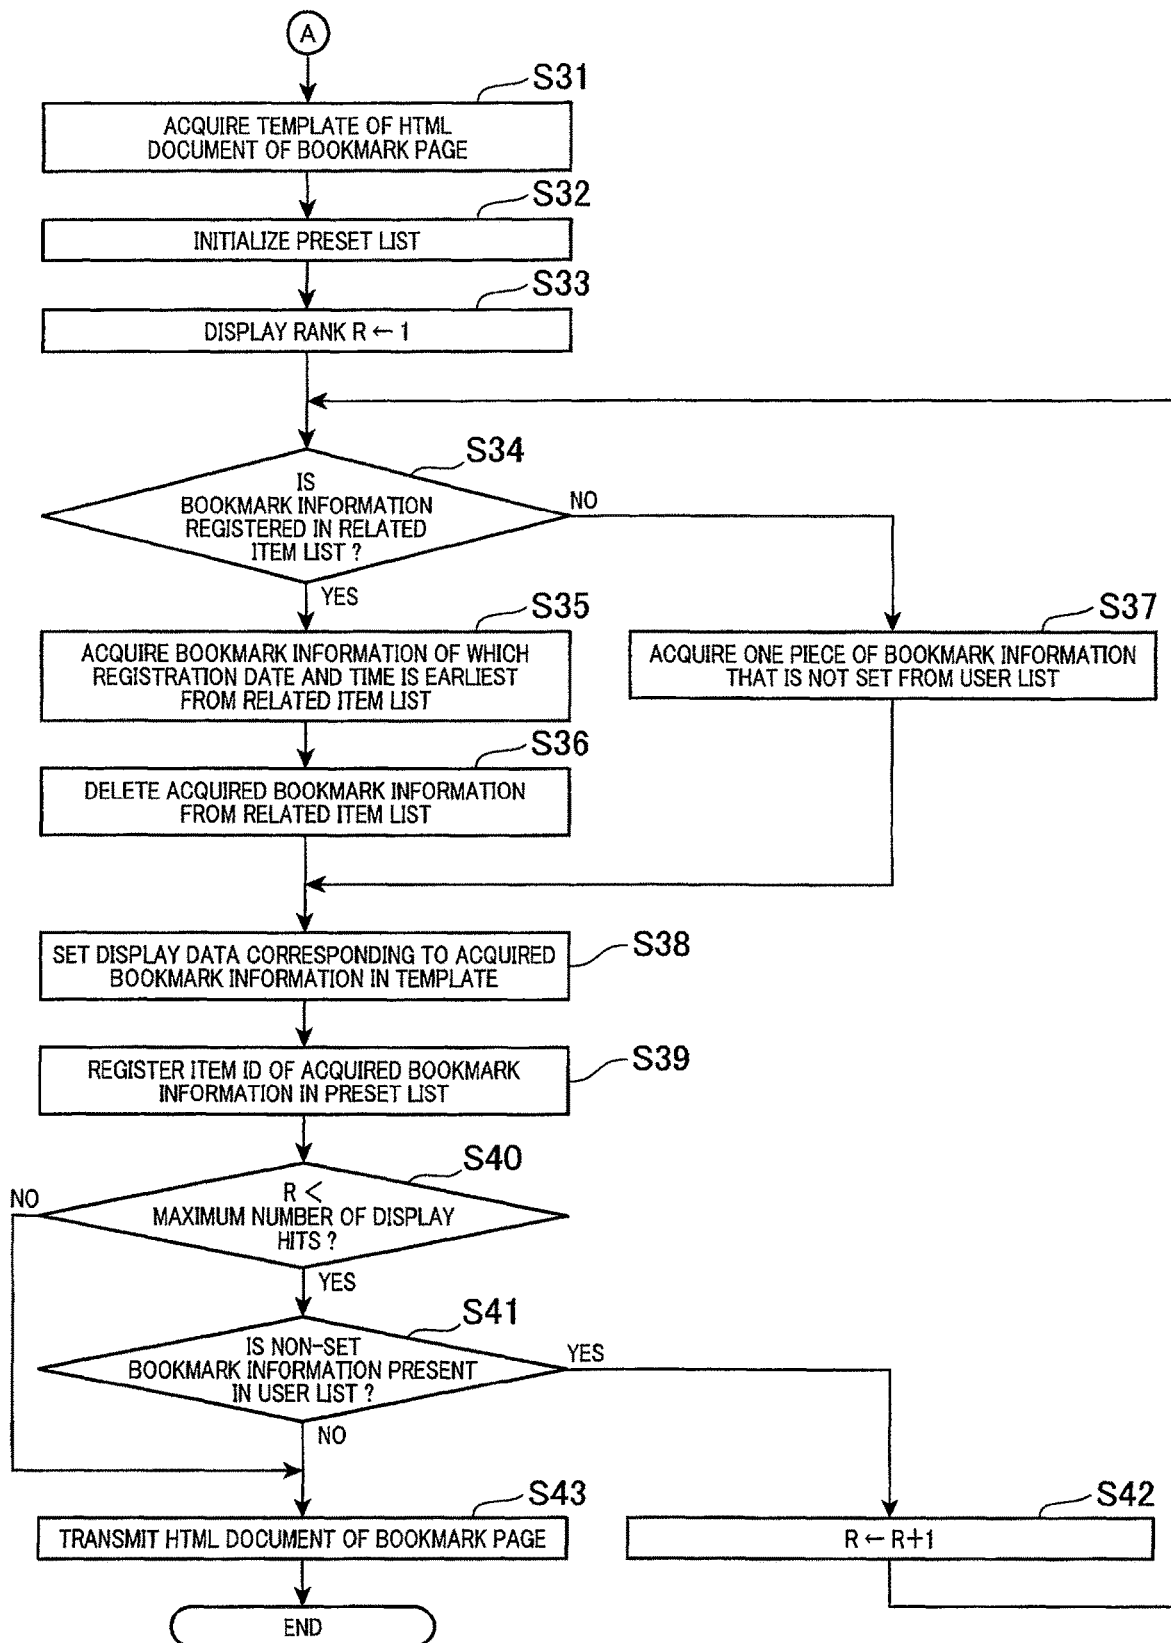 A
S31
ACQUIRE TEMPLATE OF HTML
DOCUMENT OF BOOKMARK PAGE
S32
INITIALIZE PRESET LIST
S33
DISPLAY RANK R ← 1
S34
IS
BOOKMARK INFORMATION
REGISTERED IN RELATED
ITEM LIST ?
NO
YES
S35
ACQUIRE BOOKMARK INFORMATION OF WHICH
REGISTRATION DATE AND TIME IS EARLIEST
FROM RELATED ITEM LIST
S37
ACQUIRE ONE PIECE OF BOOKMARK INFORMATION
THAT IS NOT SET FROM USER LIST
S36
DELETE ACQUIRED BOOKMARK INFORMATION
FROM RELATED ITEM LIST
S38
SET DISPLAY DATA CORRESPONDING TO ACQUIRED
BOOKMARK INFORMATION IN TEMPLATE
S39
REGISTER ITEM ID OF ACQUIRED BOOKMARK
INFORMATION IN PRESET LIST
S40
NO
R <
MAXIMUM NUMBER OF DISPLAY
HITS ?
YES
S41
IS NON-SET
BOOKMARK INFORMATION PRESENT
IN USER LIST ?
YES
NO
S43
TRANSMIT HTML DOCUMENT OF BOOKMARK PAGE
S42
R ← R+1
END